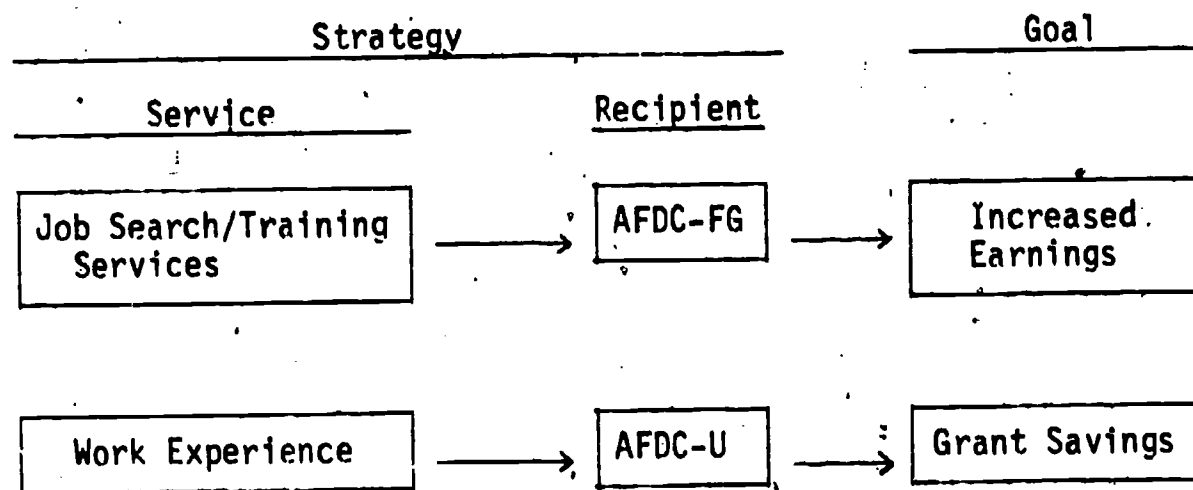 Strategy
Goal
Service
Recipient
Job Search/Training
Services
AFDC-FG
Increased
Earnings
Work Experience
AFDC-U
Grant Savings